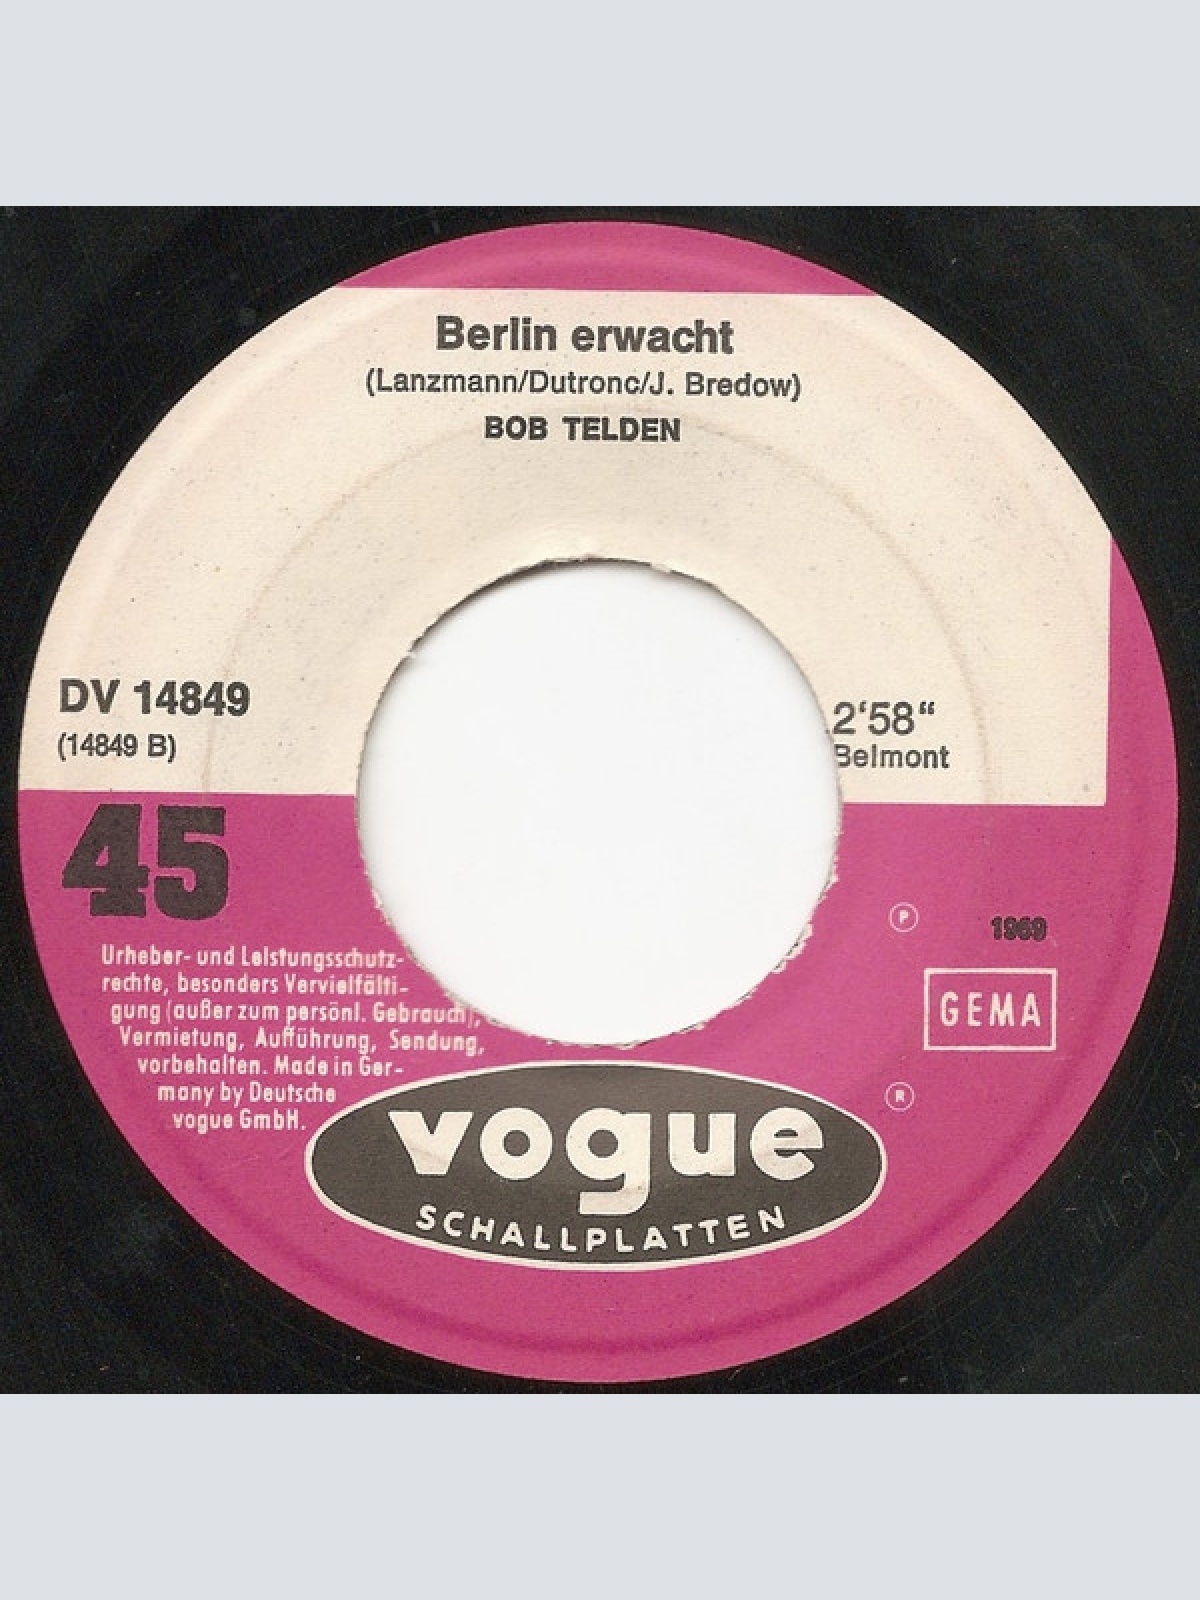 Berlin erwacht
(Lanzmann/Dutronc/J. Bredow)
BOB TELDEN
DV 14849
(14849 B)
2'58“
Belmont
45
Ⓟ 1969
GEMA
Urheber- und Leistungsschutz-
rechte, besonders Vervielfälti-
gung (außer zum persönl. Gebrauch),
Vermietung, Aufführung, Sendung,
vorbehalten. Made in Ger-
many by Deutsche
vogue GmbH.
®
vogue
SCHALLPLATTEN